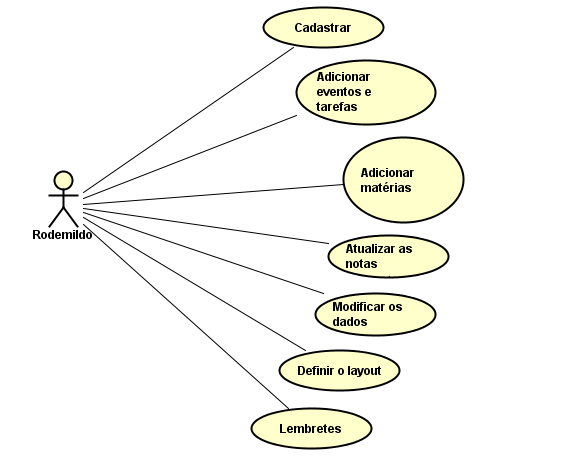 Cadastrar
Adicionar
eventos e
tarefas
Adicionar
matérias
Rodemildo
Atualizar as
notas
Modificar os
dados
Definir o layout
Lembretes